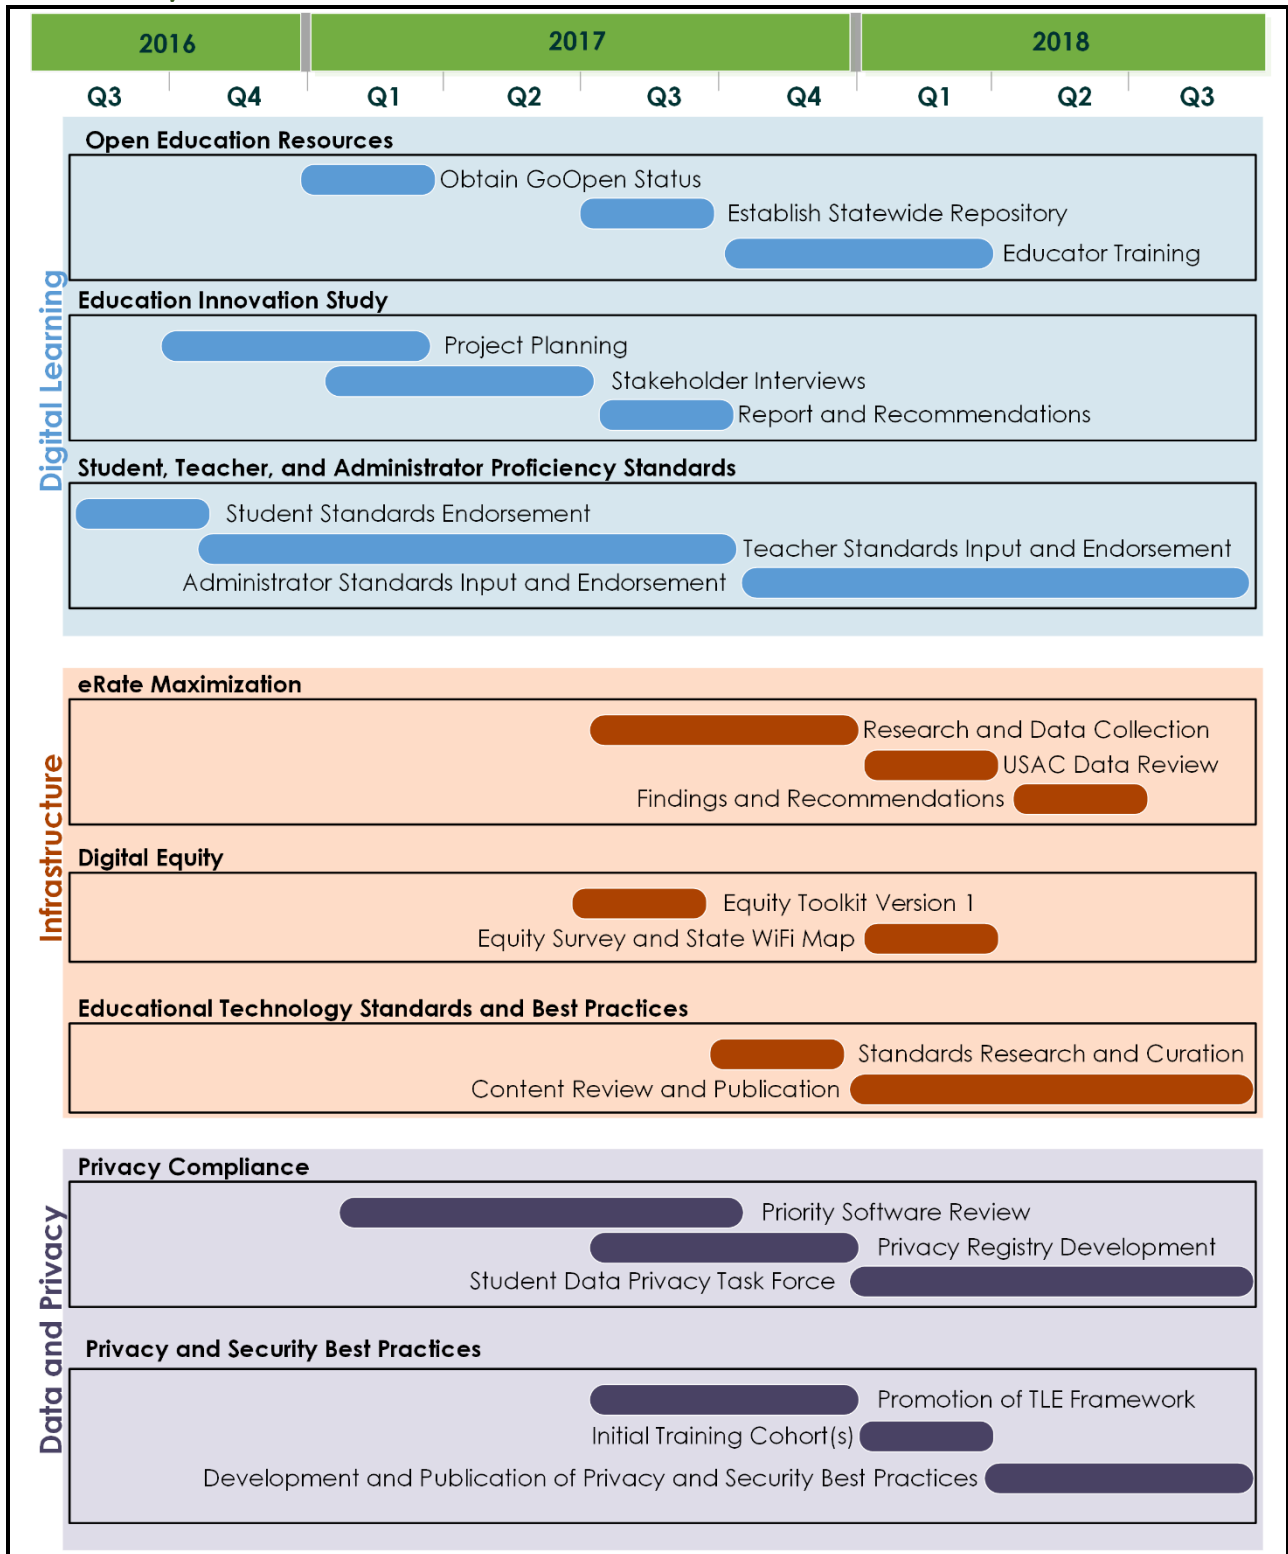 2016 2017 2018
Q3 Q4 Q1 Q2 Q3 Q4 Q1 Q2 Q3
Digital Learning
Open Education Resources
Obtain GoOpen Status
Establish Statewide Repository
Educator Training
Education Innovation Study
Project Planning
Stakeholder Interviews
Report and Recommendations
Student, Teacher, and Administrator Proficiency Standards
Student Standards Endorsement
Teacher Standards Input and Endorsement
Administrator Standards Input and Endorsement
Infrastructure
eRate Maximization
Research and Data Collection
USAC Data Review
Findings and Recommendations
Digital Equity
Equity Toolkit Version 1
Equity Survey and State WiFi Map
Educational Technology Standards and Best Practices
Standards Research and Curation
Content Review and Publication
Data and Privacy
Privacy Compliance
Priority Software Review
Privacy Registry Development
Student Data Privacy Task Force
Privacy and Security Best Practices
Promotion of TLE Framework
Initial Training Cohort(s)
Development and Publication of Privacy and Security Best Practices